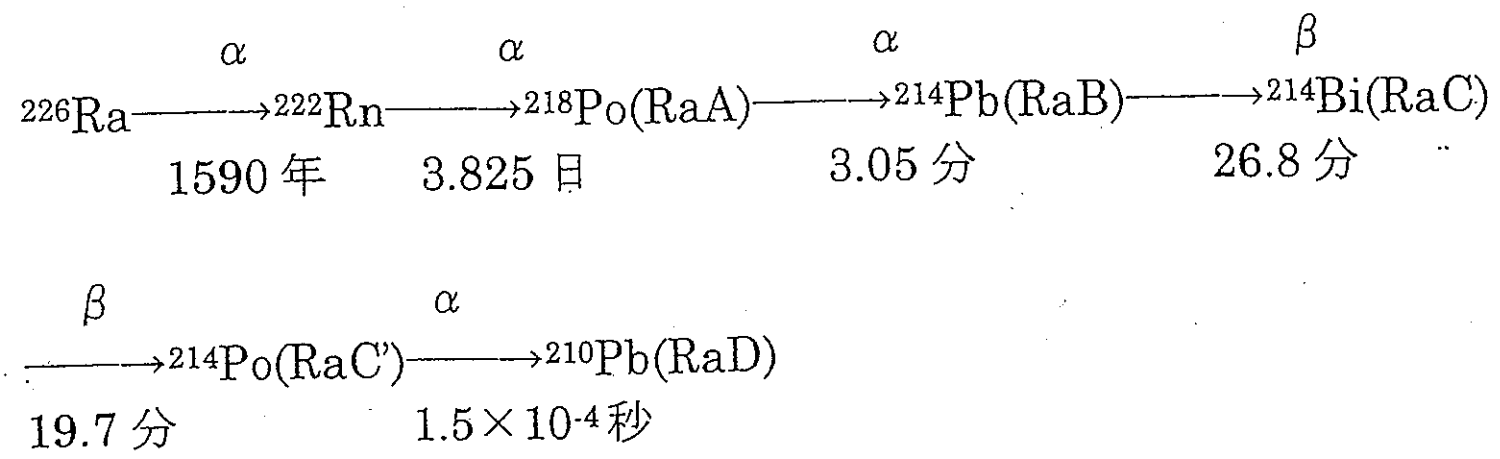 α α α β
²²⁶Ra⟶²²²Rn⟶²¹⁸Po(RaA)⟶²¹⁴Pb(RaB)⟶²¹⁴Bi(RaC)
1590 年 3.825 日 3.05 分 26.8 分
β α
⟶²¹⁴Po(RaC’)⟶²¹⁰Pb(RaD)
19.7 分 1.5×10⁻⁴秒